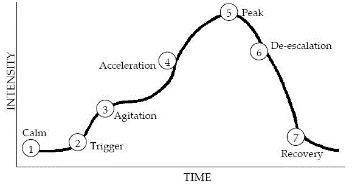 INTENSITY
Calm
1
2
Trigger
3
Agitation
Acceleration
4
5
Peak
6
De-escalation
7
Recovery
TIME